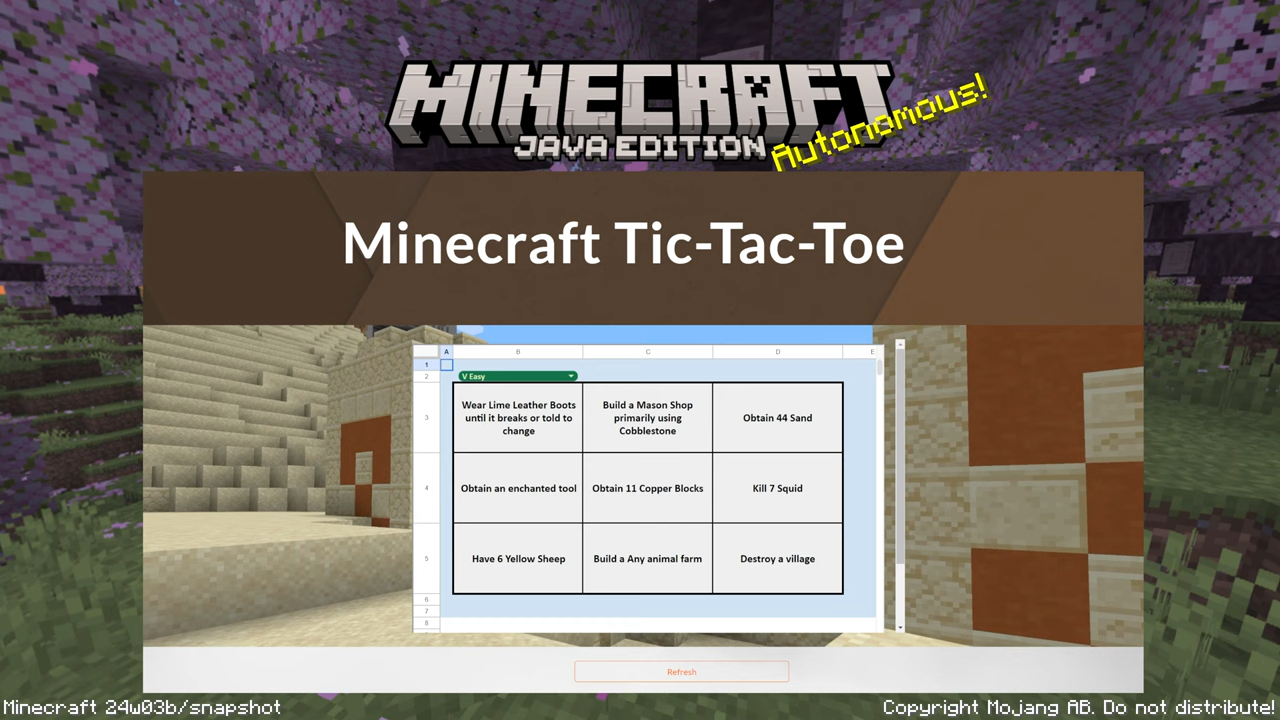 MINECRAFT
JAVA EDITION
Autonomous!
Minecraft Tic-Tac-Toe
A B C D E
1
2 V Easy
3
Wear Lime Leather Boots
until it breaks or told to
change
Build a Mason Shop
primarily using
Cobblestone
Obtain 44 Sand
4
Obtain an enchanted tool
Obtain 11 Copper Blocks
Kill 7 Squid
5
Have 6 Yellow Sheep
Build a Any animal farm
Destroy a village
6
7
8
Refresh
Minecraft 24w03b/snapshot
Copyright Mojang AB. Do not distribute!